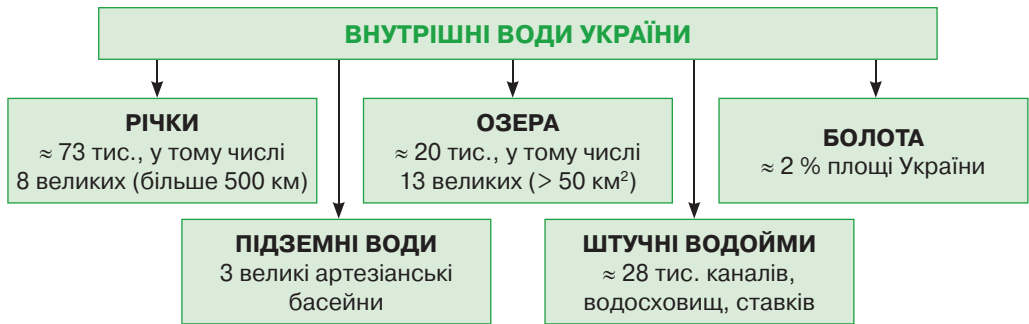 ВНУТРІШНІ ВОДИ УКРАЇНИ
РІЧКИ
≈ 73 тис., у тому числі
8 великих (більше 500 км)
ОЗЕРА
≈ 20 тис., у тому числі
13 великих (> 50 км²)
БОЛОТА
≈ 2 % площі України
ПІДЗЕМНІ ВОДИ
3 великі артезіанські
басейни
ШТУЧНІ ВОДОЙМИ
≈ 28 тис. каналів,
водосховищ, ставків